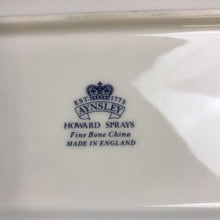 EST 1775
AYNSLEY
HOWARD SPRAYS
Fine Bone China
MADE IN ENGLAND